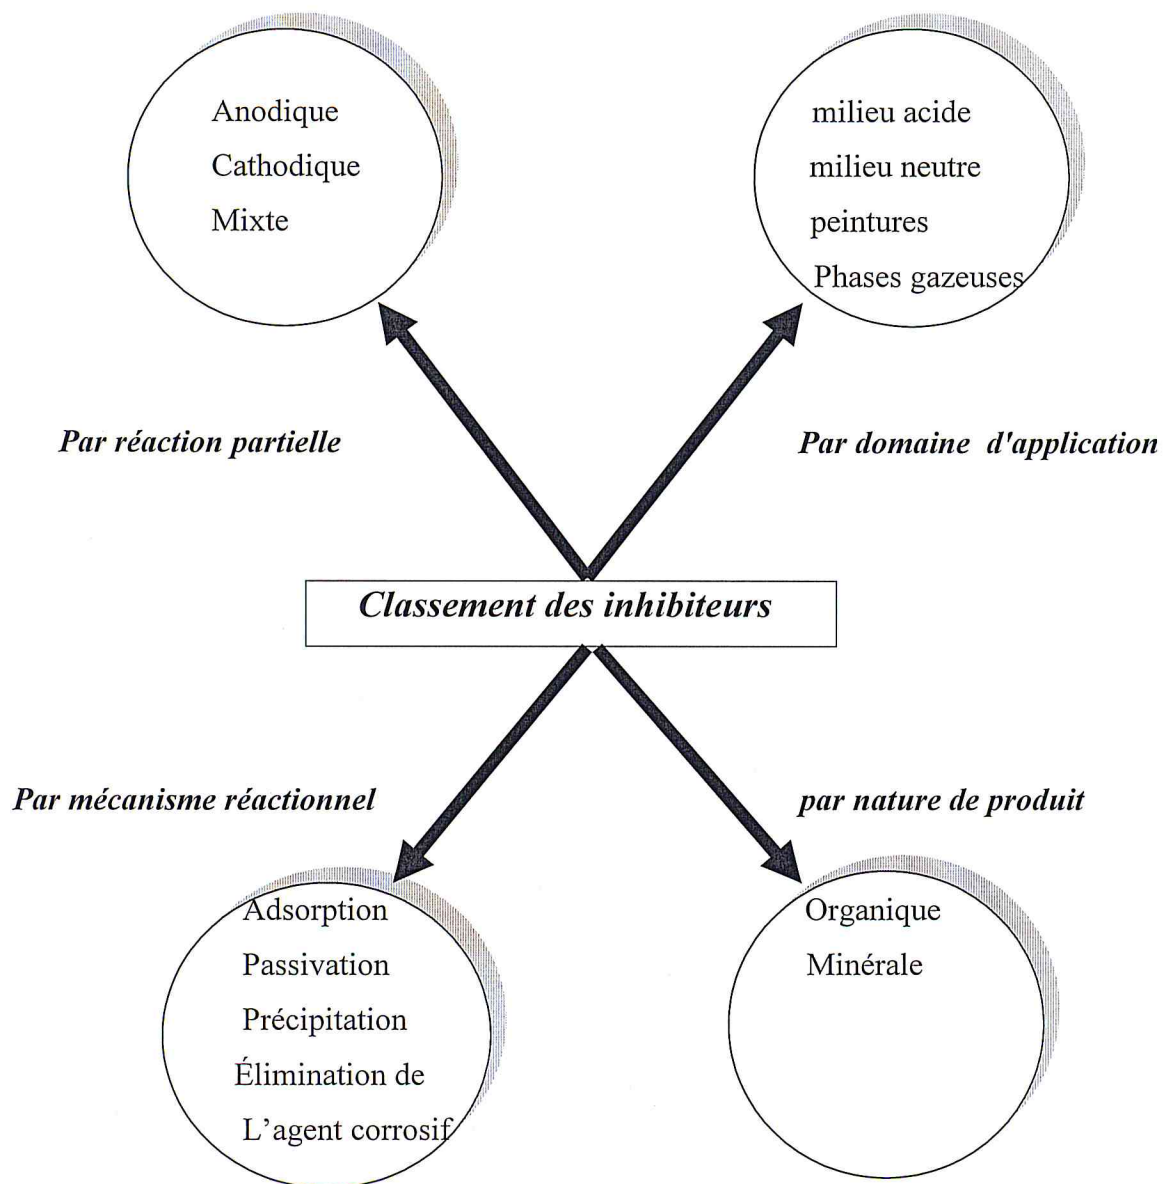 Anodique
Cathodique
Mixte
milieu acide
milieu neutre
peintures
Phases gazeuses
Par réaction partielle
Par domaine d'application
Classement des inhibiteurs
Par mécanisme réactionnel
par nature de produit
Adsorption
Passivation
Précipitation
Élimination de
L’agent corrosif
Organique
Minérale